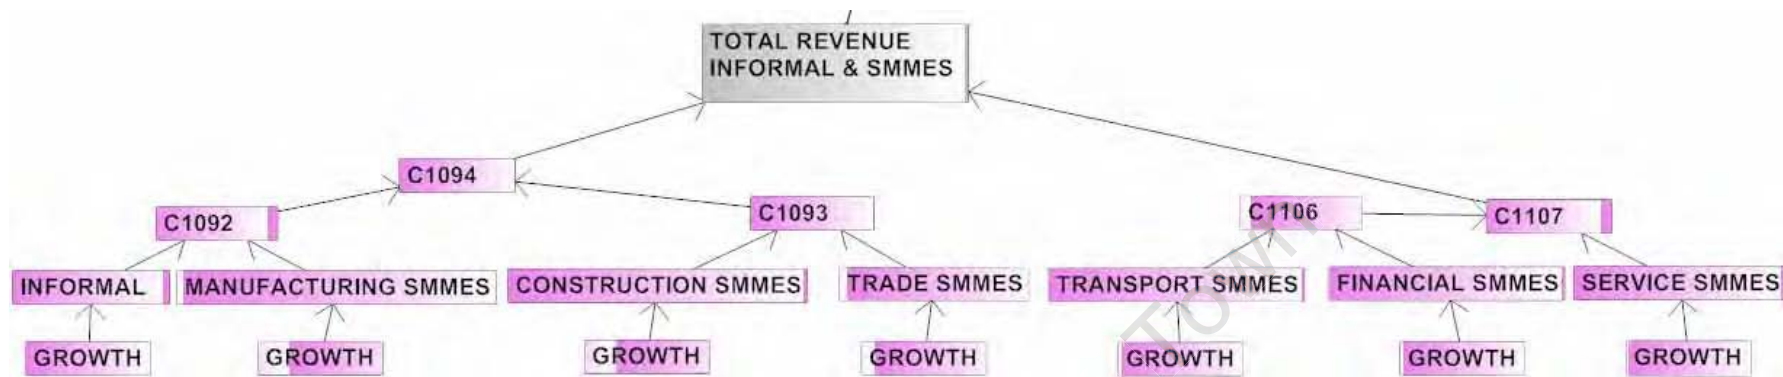 TOTAL REVENUE
INFORMAL & SMMES
C1094
C1092
C1093
C1106
C1107
INFORMAL
MANUFACTURING SMMES
CONSTRUCTION SMMES
TRADE SMMES
TRANSPORT SMMES
FINANCIAL SMMES
SERVICE SMMES
GROWTH
GROWTH
GROWTH
GROWTH
GROWTH
GROWTH
GROWTH
Town